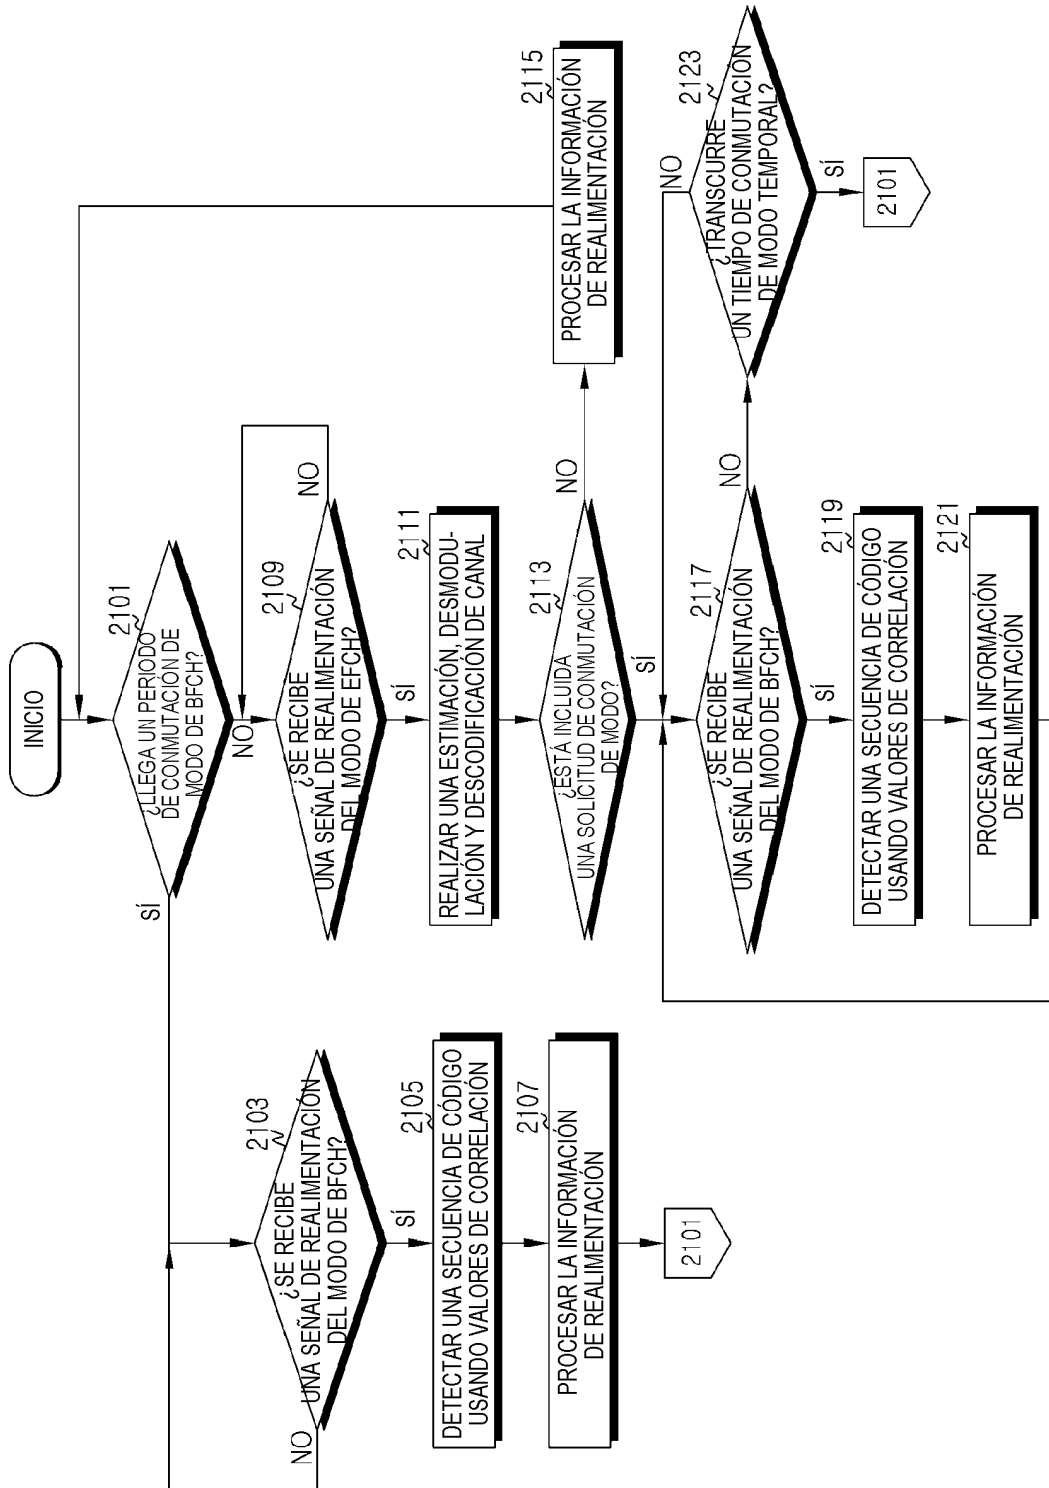 INICIO
2101
¿LLEGA UN PERIODO
DE CONMUTACIÓN DE
MODO DE BFCH?
SÍ
NO
2103
¿SE RECIBE
UNA SEÑAL DE REALIMENTACIÓN
DEL MODO DE BFCH?
NO
SÍ
2105
DETECTAR UNA SECUENCIA DE CÓDIGO
USANDO VALORES DE CORRELACIÓN
2107
PROCESAR LA INFORMACIÓN
DE REALIMENTACIÓN
2101
2109
¿SE RECIBE
UNA SEÑAL DE REALIMENTACIÓN
DEL MODO DE EFCH?
NO
SÍ
2111
REALIZAR UNA ESTIMACIÓN, DESMODU-
LACIÓN Y DESCODIFICACIÓN DE CANAL
2113
¿ESTÁ INCLUIDA
UNA SOLICITUD DE CONMUTACIÓN
DE MODO?
NO
SÍ
2115
PROCESAR LA INFORMACIÓN
DE REALIMENTACIÓN
2117
¿SE RECIBE
UNA SEÑAL DE REALIMENTACIÓN
DEL MODO DE BFCH?
NO
SÍ
2119
DETECTAR UNA SECUENCIA DE CÓDIGO
USANDO VALORES DE CORRELACIÓN
2121
PROCESAR LA INFORMACIÓN
DE REALIMENTACIÓN
2123
¿TRANSCURRE
UN TIEMPO DE CONMUTACIÓN
DE MODO TEMPORAL?
NO
SÍ
2101